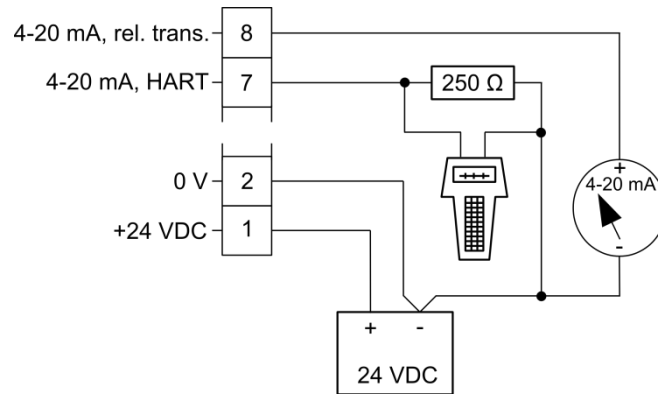 4-20 mA, rel. trans. 8
4-20 mA, HART 7
250 Ω
0 V 2
+24 VDC 1
+
4-20 mA
-
+ -
24 VDC